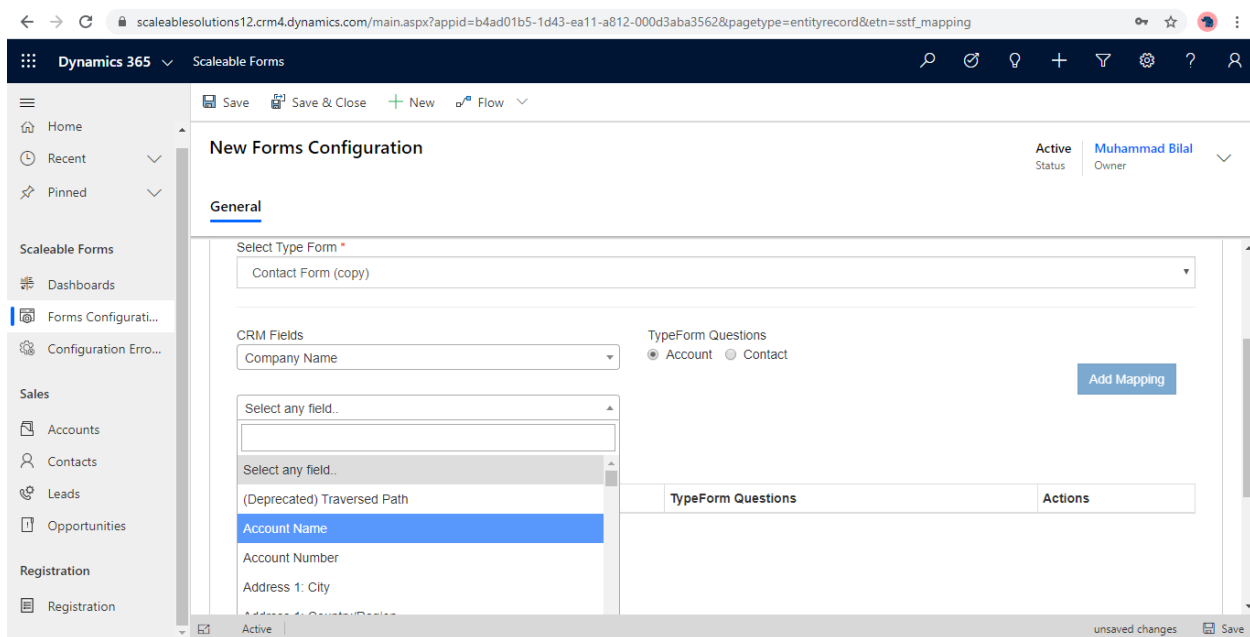 scaleablesolutions12.crm4.dynamics.com/main.aspx?appid=b4ad01b5-1d43-ea11-a812-000d3aba3562&pagetype=entityrecord&etn=sstf_mapping
Dynamics 365 Scaleable Forms
Home
Recent
Pinned
Scaleable Forms
Dashboards
Forms Configurati...
Configuration Erro...
Sales
Accounts
Contacts
Leads
Opportunities
Registration
Registration
Save Save & Close New Flow
New Forms Configuration
Active
Status
Muhammad Bilal
Owner
General
Select Type Form *
Contact Form (copy)
CRM Fields
Company Name
TypeForm Questions
Account Contact
Add Mapping
Select any field..
Select any field..
(Deprecated) Traversed Path
Account Name
Account Number
Address 1: City
Address 1: Country/Region
TypeForm Questions Actions
Active unsaved changes Save